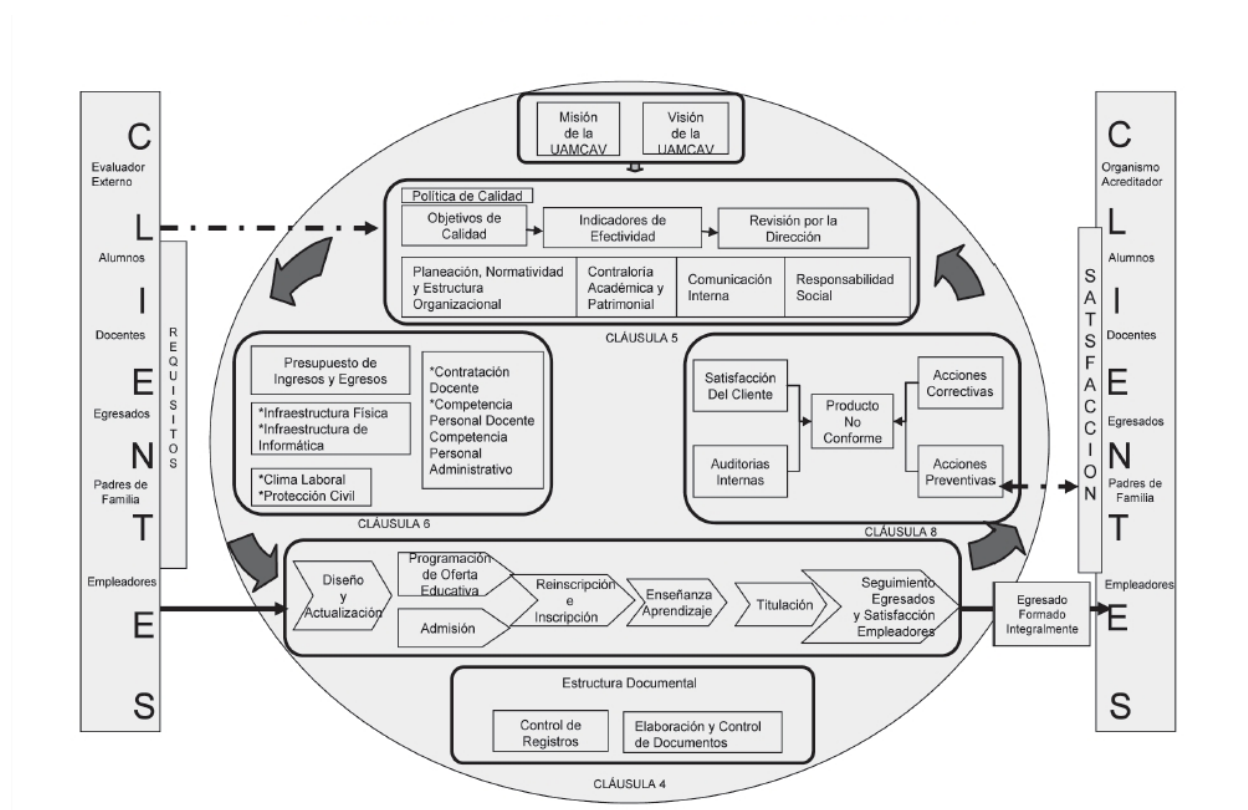 Misión
de la
UAMCAV
Visión
de la
UAMCAV
CLIENTES
Evaluador
Externo
Alumnos
Docentes
Egresados
Padres de
Familia
Empleadores
REQUISITOS
Política de Calidad
Objetivos de
Calidad
Indicadores de
Efectividad
Revisión por la
Dirección
Planeación, Normatividad
y Estructura
Organizacional
Contraloría
Académica y
Patrimonial
Comunicación
Interna
Responsabilidad
Social
CLÁUSULA 5
Presupuesto de
Ingresos y Egresos
*Infraestructura Física
*Infraestructura de
Informática
*Clima Laboral
*Protección Civil
*Contratación
Docente
*Competencia
Personal Docente
Competencia
Personal
Administrativo
CLÁUSULA 6
Satisfacción
Del Cliente
Auditorias
Internas
Producto
No
Conforme
Acciones
Correctivas
Acciones
Preventivas
CLÁUSULA 8
Diseño
y
Actualización
Programación
de Oferta
Educativa
Admisión
Reinscripción
e
Inscripción
Enseñanza
Aprendizaje
Titulación
Seguimiento
Egresados
y Satisfacción
Empleadores
Egresado
Formado
Integralmente
Estructura Documental
Control de
Registros
Elaboración y Control
de Documentos
CLÁUSULA 4
SATSFACCION
CLIENTES
Organismo
Acreditador
Alumnos
Docentes
Egresados
Padres de
Familia
Empleadores